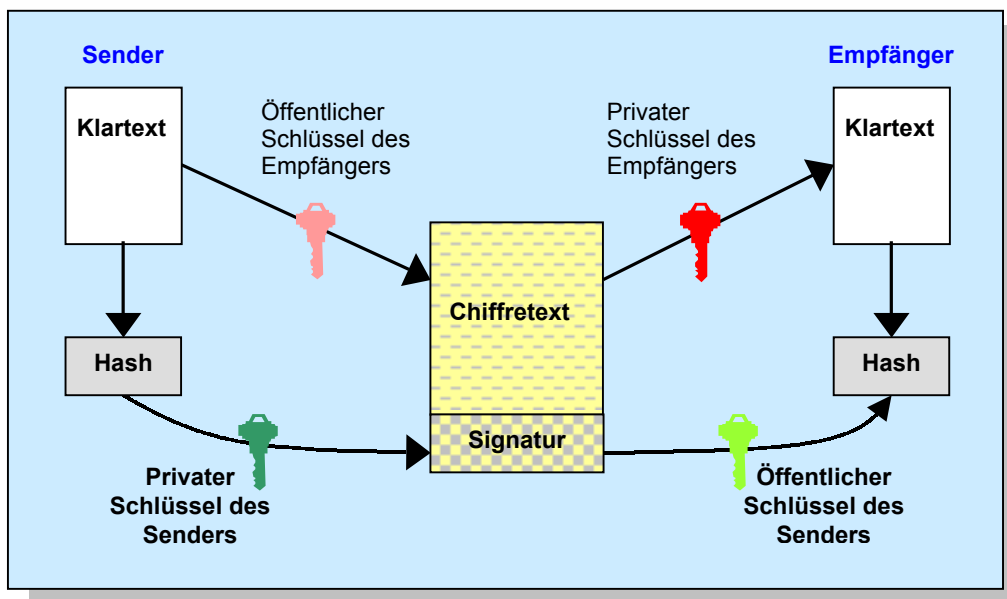 Sender
Empfänger
Klartext
Öffentlicher
Schlüssel des
Empfängers
Privater
Schlüssel des
Empfängers
Klartext
Chiffretext
Hash
Hash
Signatur
Privater
Schlüssel des
Senders
Öffentlicher
Schlüssel des
Senders